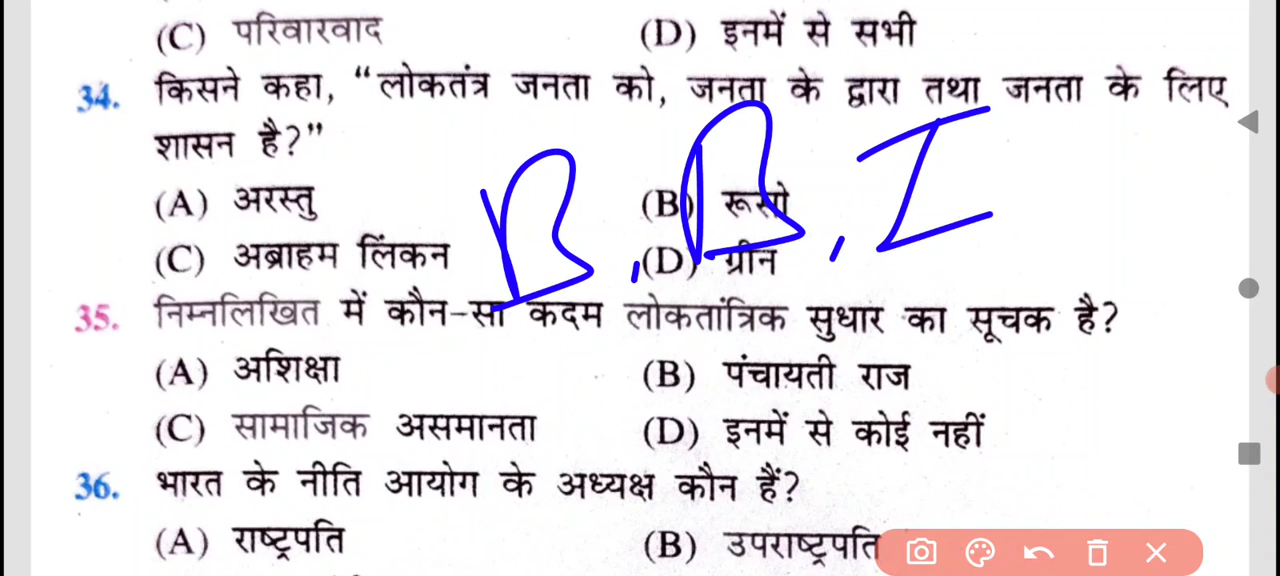 (C) परिवारवाद (D) इनमें से सभी
34. किसने कहा, “लोकतंत्र जनता को, जनता के द्वारा तथा जनता के लिए
शासन है?”
(A) अरस्तु (B) रूसो
(C) अब्राहम लिंकन (D) ग्रीन
B, B, I
35. निम्नलिखित में कौन-सा कदम लोकतांत्रिक सुधार का सूचक है?
(A) अशिक्षा (B) पंचायती राज
(C) सामाजिक असमानता (D) इनमें से कोई नहीं
36. भारत के नीति आयोग के अध्यक्ष कौन हैं?
(A) राष्ट्रपति (B) उपराष्ट्रपति